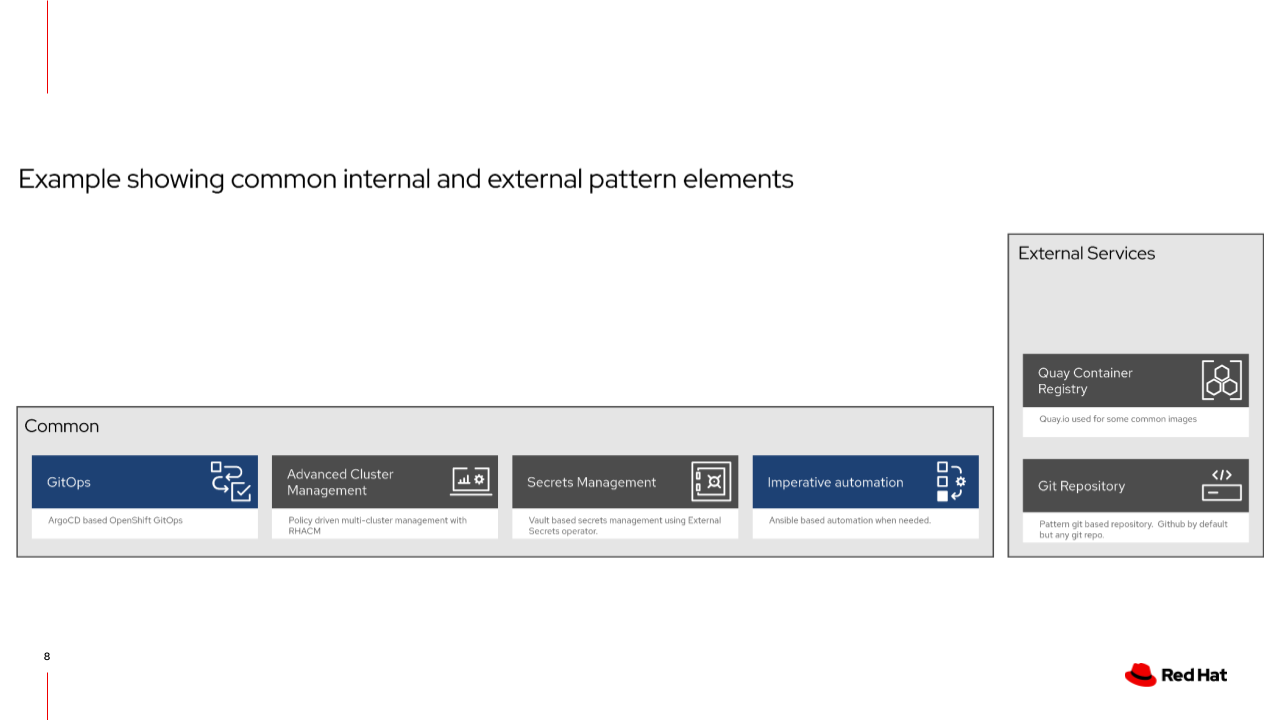 Example showing common internal and external pattern elements
External Services
Quay Container
Registry
Quay.io used for some common images
Git Repository
Pattern git based repository. Github by default
but any git repo.
Common
GitOps
ArgoCD based OpenShift GitOps
Advanced Cluster
Management
Policy driven multi-cluster management with
RHACM
Secrets Management
Vault based secrets management using External
Secrets operator.
Imperative automation
Ansible based automation when needed.
8
Red Hat